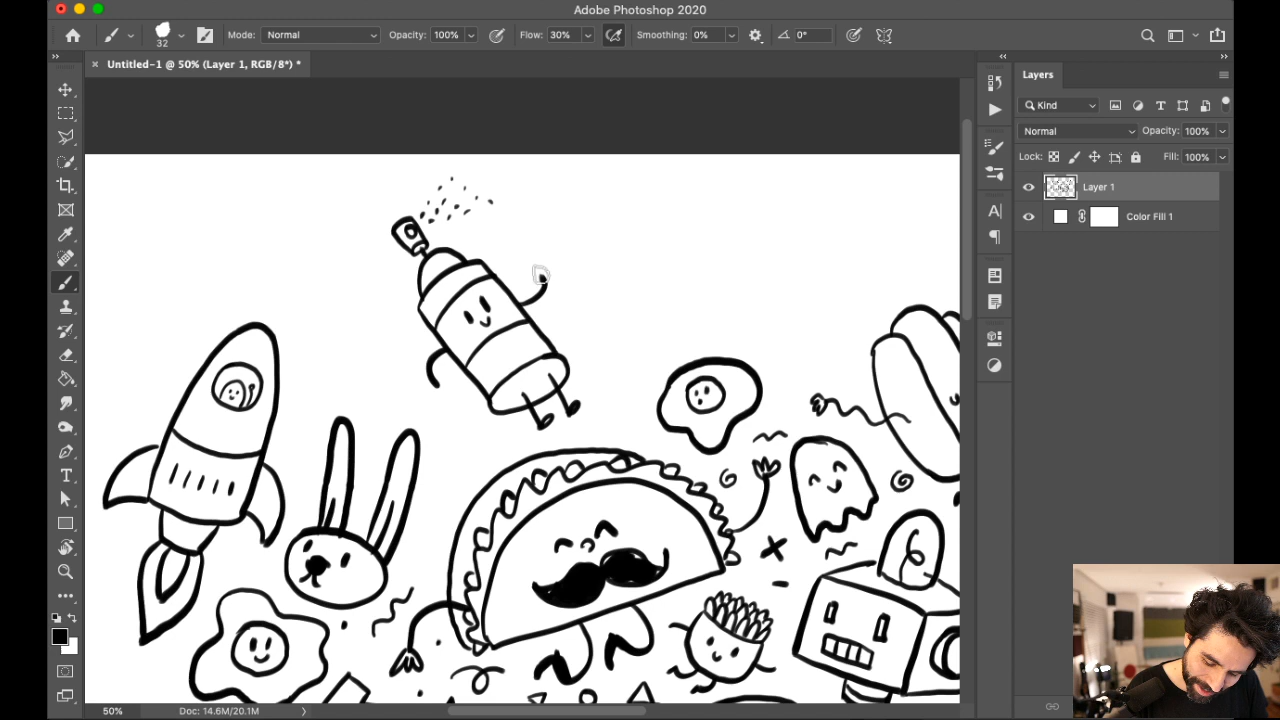 Adobe Photoshop 2020
32
Mode: Normal
Opacity: 100%
Flow: 30%
Smoothing: 0%
0°
Untitled-1 @ 50% (Layer 1, RGB/8*) *
Layers
Kind
Normal
Opacity: 100%
Lock:
Fill: 100%
Layer 1
Color Fill 1
50%
Doc: 14.6M/20.1M